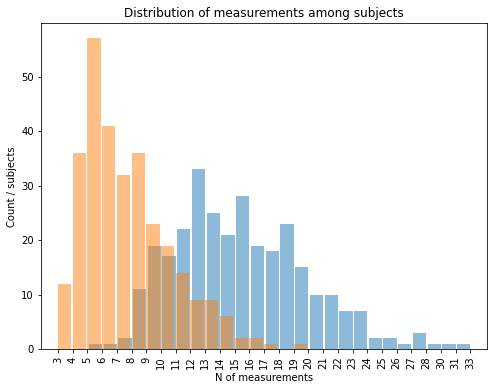 Distribution of measurements among subjects
Count / subjects
50
40
30
20
10
0
3 4 5 6 7 8 9 10 11 12 13 14 15 16 17 18 19 20 21 22 23 24 25 26 27 28 30 31 33
N of measurements